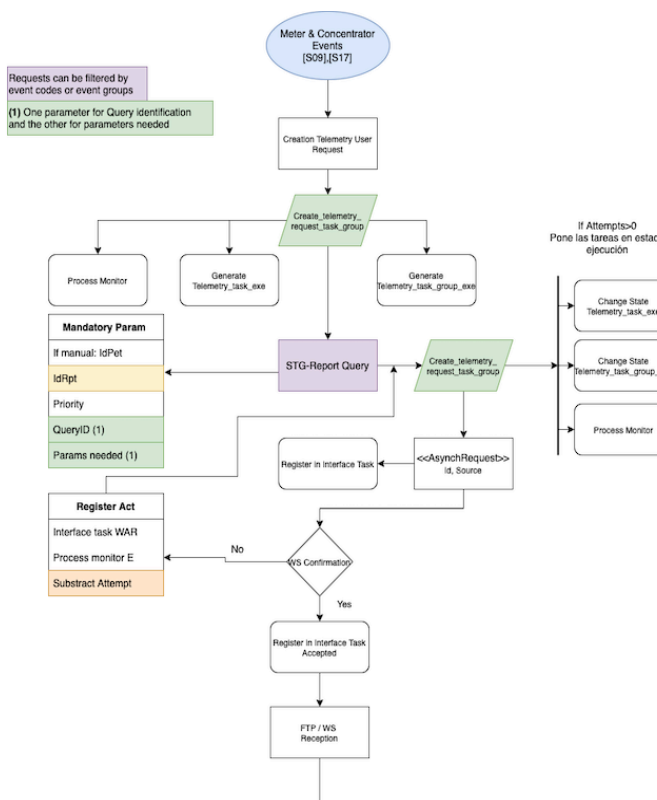 Meter & Concentrator
Events
[S09],[S17]
Requests can be filtered by
event codes or event groups
(1) One parameter for Query identification
and the other for parameters needed
Creation Telemetry User
Request
Create_telemetry_
request_task_group
If Attempts>0
Pone las tareas en
ejecución
Process Monitor
Generate
Telemetry_task_exe
Generate
Telemetry_task_group_exe
Change State
Telemetry_task_exe
Mandatory Param
If manual: IdPet
IdRpt
Priority
QueryID (1)
Params needed (1)
STG-Report Query
Create_telemetry_
request_task_group
Change State
Telemetry_task_group_
Process Monitor
Register in Interface Task
<<AsynchRequest>>
Id, Source
Register Act
Interface task WAR
Process monitor E
Substract Attempt
No
WS Confirmation
Yes
Register in Interface Task
Accepted
FTP / WS
Reception